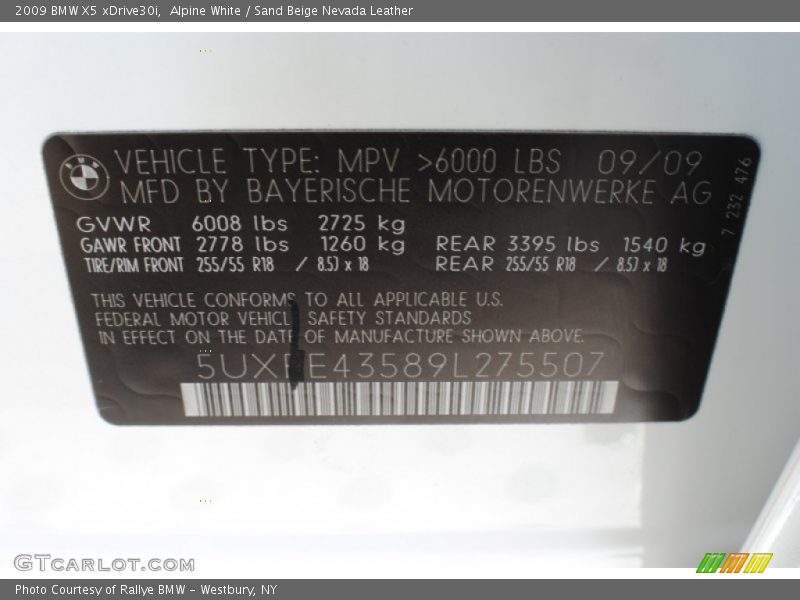 2009 BMW X5 xDrive30i,  Alpine White / Sand Beige Nevada Leather
VEHICLE TYPE: MPV >6000 LBS 09/09
MFD BY BAYERISCHE MOTORENWERKE AG
7 232 476
GVWR 6008 lbs 2725 kg
GAWR FRONT 2778 lbs 1260 kg REAR 3395 lbs 1540 kg
TIRE/RIM FRONT 255/55 R18 / 8.5J x 18 REAR 255/55 R18 / 8.5J x 18
THIS VEHICLE CONFORMS TO ALL APPLICABLE U.S.
FEDERAL MOTOR VEHICLE SAFETY STANDARDS
IN EFFECT ON THE DATE OF MANUFACTURE SHOWN ABOVE.
GTCARLOT.COM
Photo Courtesy of Rallye BMW - Westbury, NY